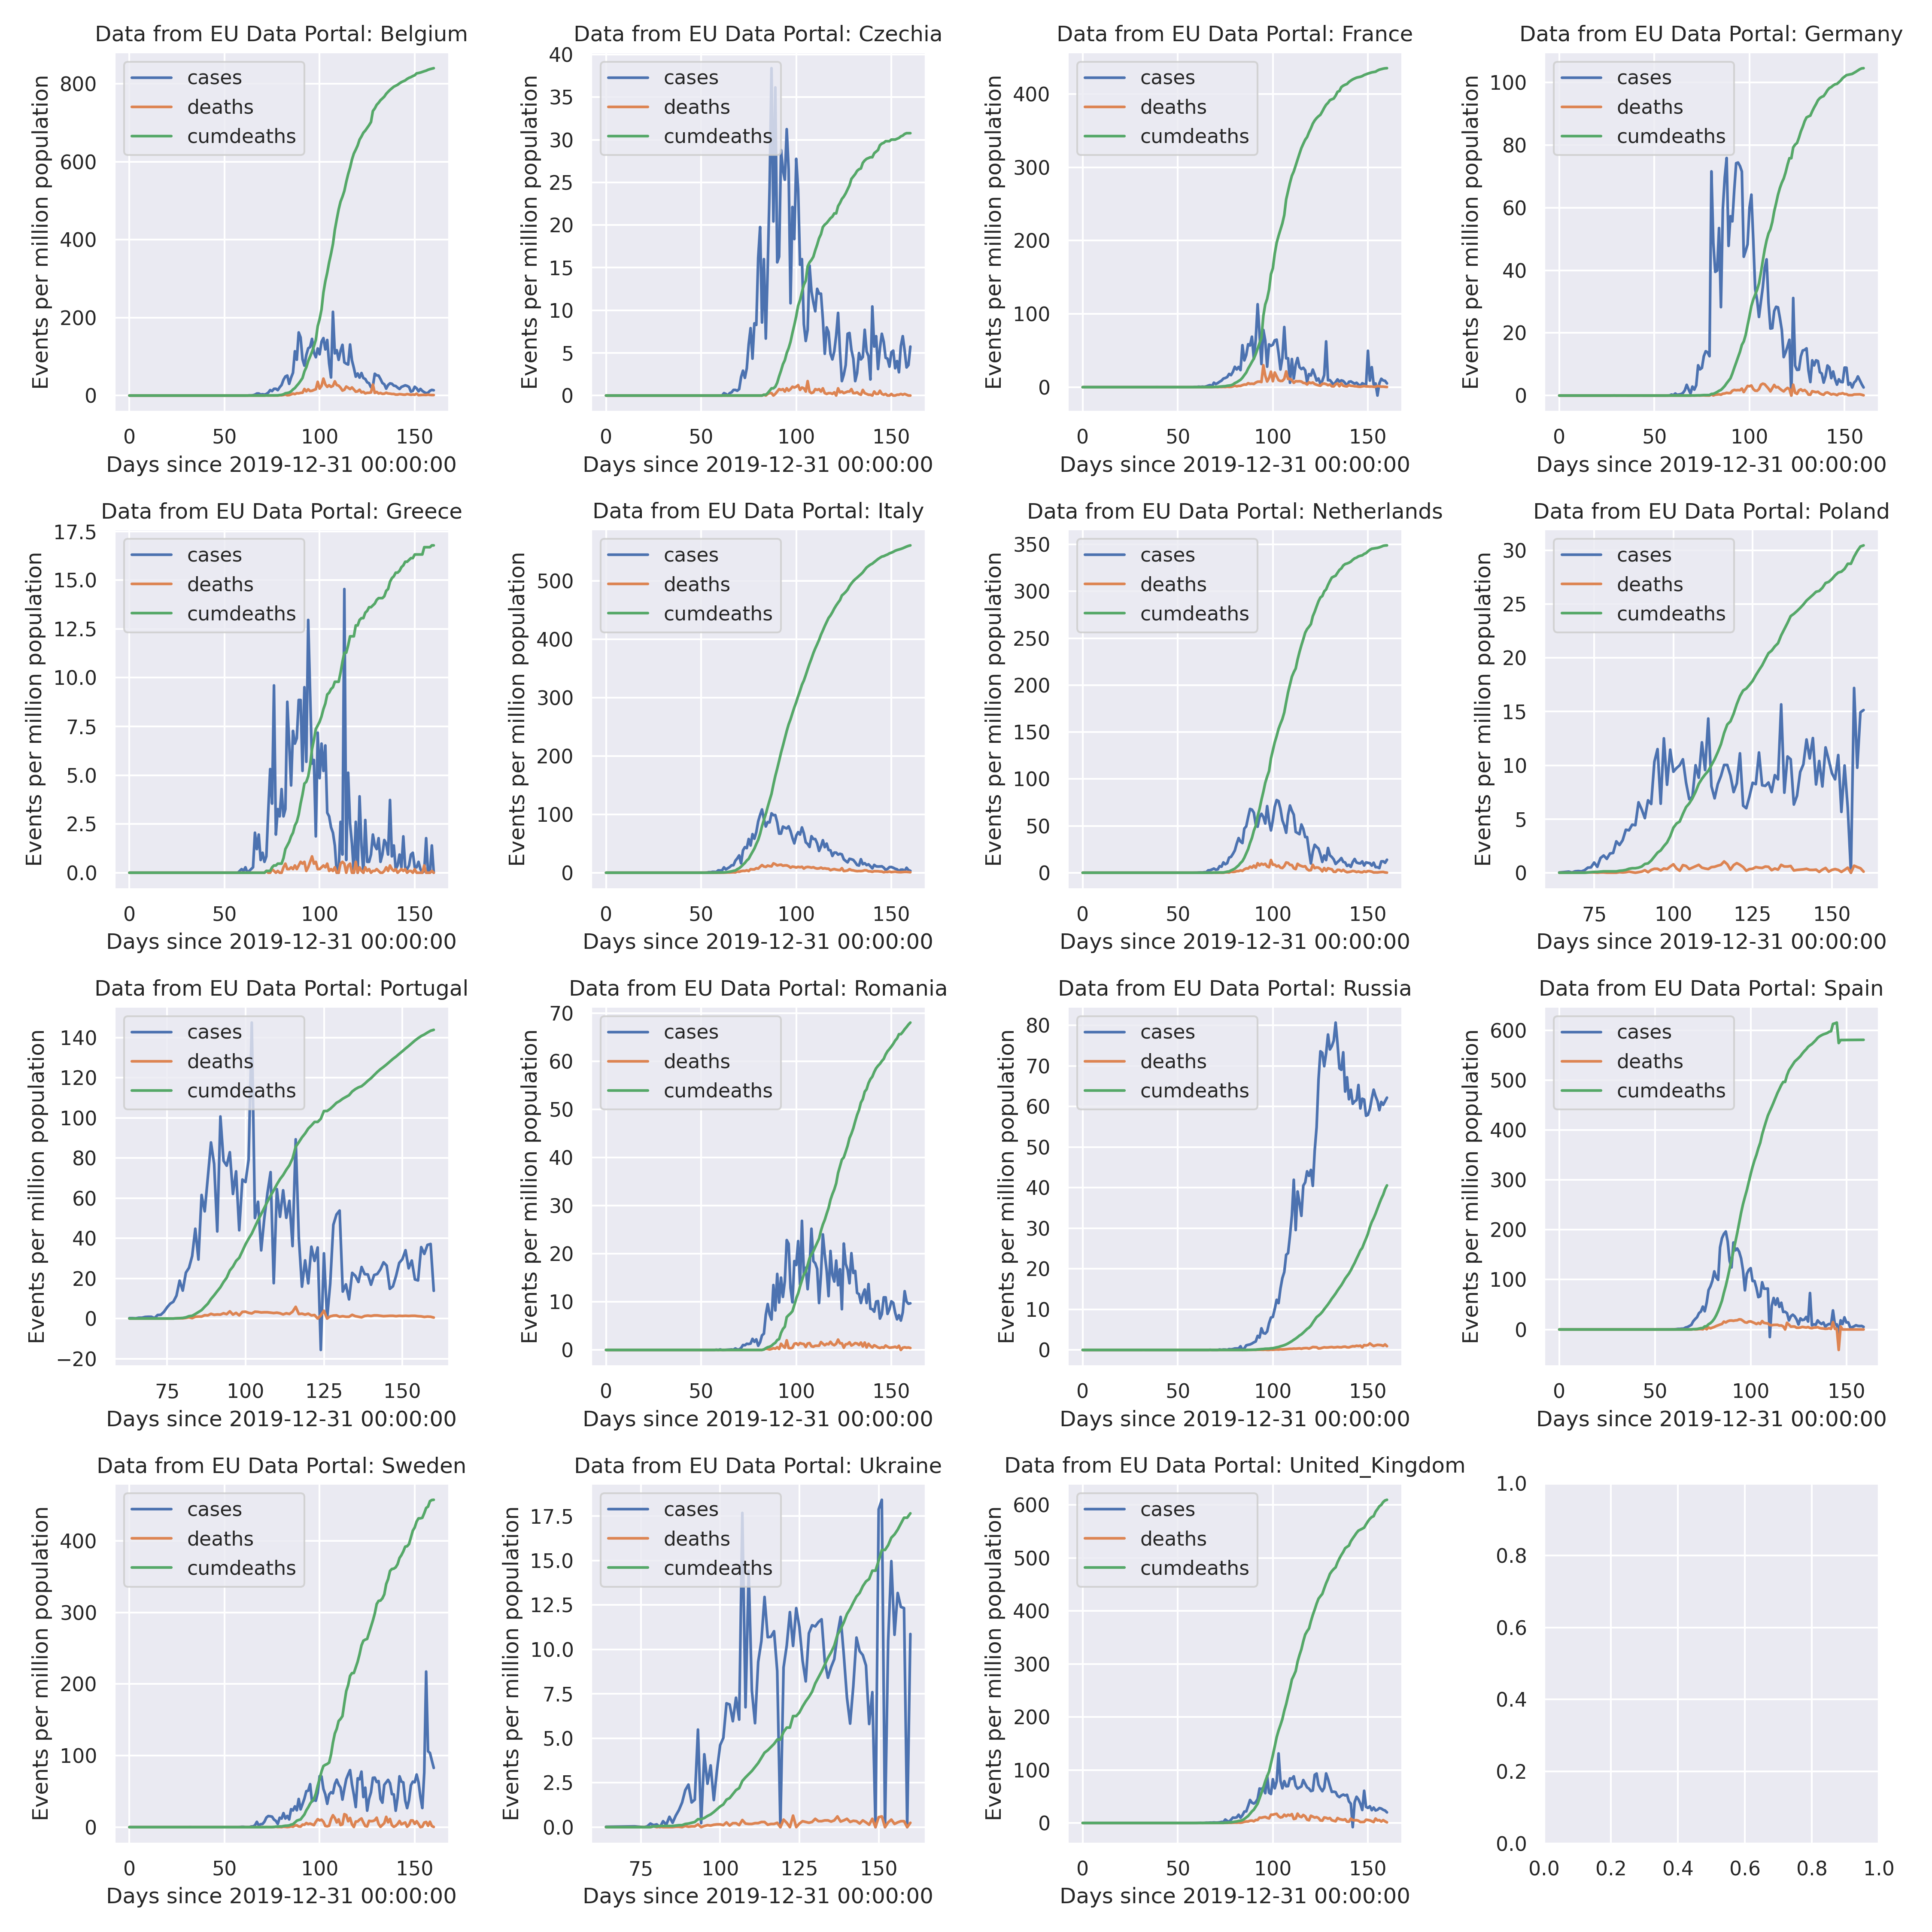 Data from EU Data Portal: Belgium
Events per million population
800
600
400
200
0
cases
deaths
cumdeaths
0 50 100 150
Days since 2019-12-31 00:00:00
Data from EU Data Portal: Czechia
Events per million population
40
35
30
25
20
15
10
5
0
cases
deaths
cumdeaths
0 50 100 150
Days since 2019-12-31 00:00:00
Data from EU Data Portal: France
Events per million population
400
300
200
100
0
cases
deaths
cumdeaths
0 50 100 150
Days since 2019-12-31 00:00:00
Data from EU Data Portal: Germany
Events per million population
100
80
60
40
20
0
cases
deaths
cumdeaths
0 50 100 150
Days since 2019-12-31 00:00:00
Data from EU Data Portal: Greece
Events per million population
17.5
15.0
12.5
10.0
7.5
5.0
2.5
0.0
cases
deaths
cumdeaths
0 50 100 150
Days since 2019-12-31 00:00:00
Data from EU Data Portal: Italy
Events per million population
500
400
300
200
100
0
cases
deaths
cumdeaths
0 50 100 150
Days since 2019-12-31 00:00:00
Data from EU Data Portal: Netherlands
Events per million population
350
300
250
200
150
100
50
0
cases
deaths
cumdeaths
0 50 100 150
Days since 2019-12-31 00:00:00
Data from EU Data Portal: Poland
Events per million population
30
25
20
15
10
5
0
cases
deaths
cumdeaths
75 100 125 150
Days since 2019-12-31 00:00:00
Data from EU Data Portal: Portugal
Events per million population
140
120
100
80
60
40
20
0
−20
cases
deaths
cumdeaths
75 100 125 150
Days since 2019-12-31 00:00:00
Data from EU Data Portal: Romania
Events per million population
70
60
50
40
30
20
10
0
cases
deaths
cumdeaths
0 50 100 150
Days since 2019-12-31 00:00:00
Data from EU Data Portal: Russia
Events per million population
80
70
60
50
40
30
20
10
0
cases
deaths
cumdeaths
0 50 100 150
Days since 2019-12-31 00:00:00
Data from EU Data Portal: Spain
Events per million population
600
500
400
300
200
100
0
cases
deaths
cumdeaths
0 50 100 150
Days since 2019-12-31 00:00:00
Data from EU Data Portal: Sweden
Events per million population
400
300
200
100
0
cases
deaths
cumdeaths
0 50 100 150
Days since 2019-12-31 00:00:00
Data from EU Data Portal: Ukraine
Events per million population
17.5
15.0
12.5
10.0
7.5
5.0
2.5
0.0
cases
deaths
cumdeaths
75 100 125 150
Days since 2019-12-31 00:00:00
Data from EU Data Portal: United_Kingdom
Events per million population
600
500
400
300
200
100
0
cases
deaths
cumdeaths
0 50 100 150
Days since 2019-12-31 00:00:00
1.0
0.8
0.6
0.4
0.2
0.0
0.0 0.2 0.4 0.6 0.8 1.0